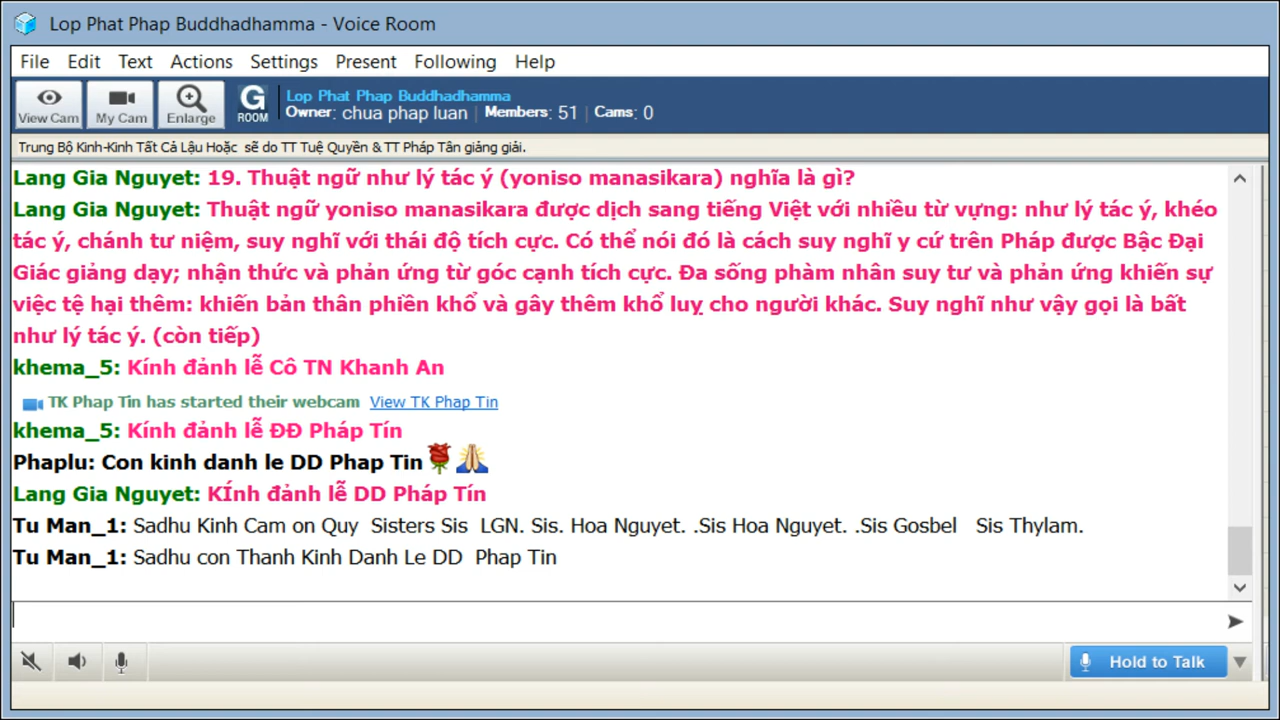 Lop Phat Phap Buddhadhamma - Voice Room
File Edit Text Actions Settings Present Following Help
View Cam My Cam Enlarge G ROOM Lop Phat Phap Buddhadhamma
Owner: chua phap luan | Members: 51 | Cams: 0
Trung Bộ Kinh-Kinh Tất Cả Lậu Hoặc sẽ do TT Tuệ Quyền & TT Pháp Tân giảng giải.
Lang Gia Nguyet: 19. Thuật ngữ như lý tác ý (yoniso manasikara) nghĩa là gì?
Lang Gia Nguyet: Thuật ngữ yoniso manasikara được dịch sang tiếng Việt với nhiều từ vựng: như lý tác ý, khéo
tác ý, chánh tư niệm, suy nghĩ với thái độ tích cực. Có thể nói đó là cách suy nghĩ y cứ trên Pháp được Bậc Đại
Giác giảng dạy; nhận thức và phản ứng từ góc cạnh tích cực. Đa sống phàm nhân suy tư và phản ứng khiến sự
việc tệ hại thêm: khiến bản thân phiền khổ và gây thêm khổ luỵ cho người khác. Suy nghĩ như vậy gọi là bất
như lý tác ý. (còn tiếp)
khema_5: Kính đảnh lễ Cô TN Khanh An
TK Phap Tin has started their webcam View TK Phap Tin
khema_5: Kính đảnh lễ ĐĐ Pháp Tín
Phaplu: Con kinh danh le DD Phap Tin
Lang Gia Nguyet: KÍnh đảnh lễ DD Pháp Tín
Tu Man_1: Sadhu Kinh Cam on Quy Sisters Sis LGN. Sis. Hoa Nguyet. .Sis Hoa Nguyet. .Sis Gosbel Sis Thylam.
Tu Man_1: Sadhu con Thanh Kinh Danh Le DD Phap Tin
Hold to Talk